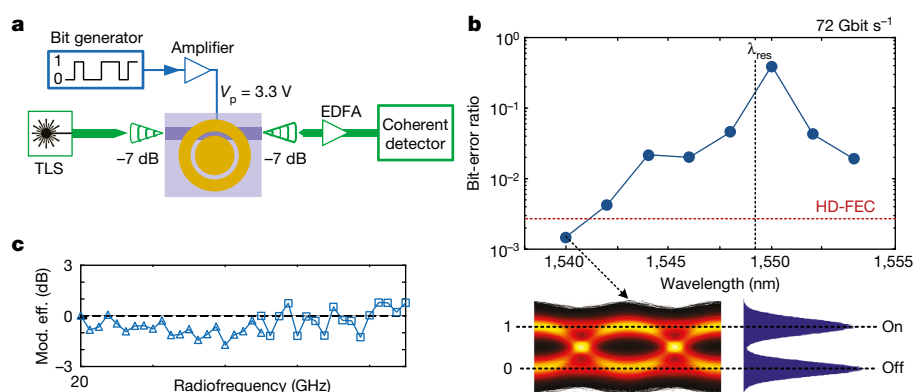 a
Bit generator
1
0
Amplifier
Vp = 3.3 V
TLS
–7 dB
–7 dB
EDFA
Coherent
detector
b
72 Gbit s–1
λres
Bit-error ratio
10^0
10^-1
10^-2
10^-3
HD-FEC
1,540
1,545
1,550
1,555
Wavelength (nm)
1
0
On
Off
c
Mod. eff. (dB)
3
0
–3
20
Radiofrequency (GHz)